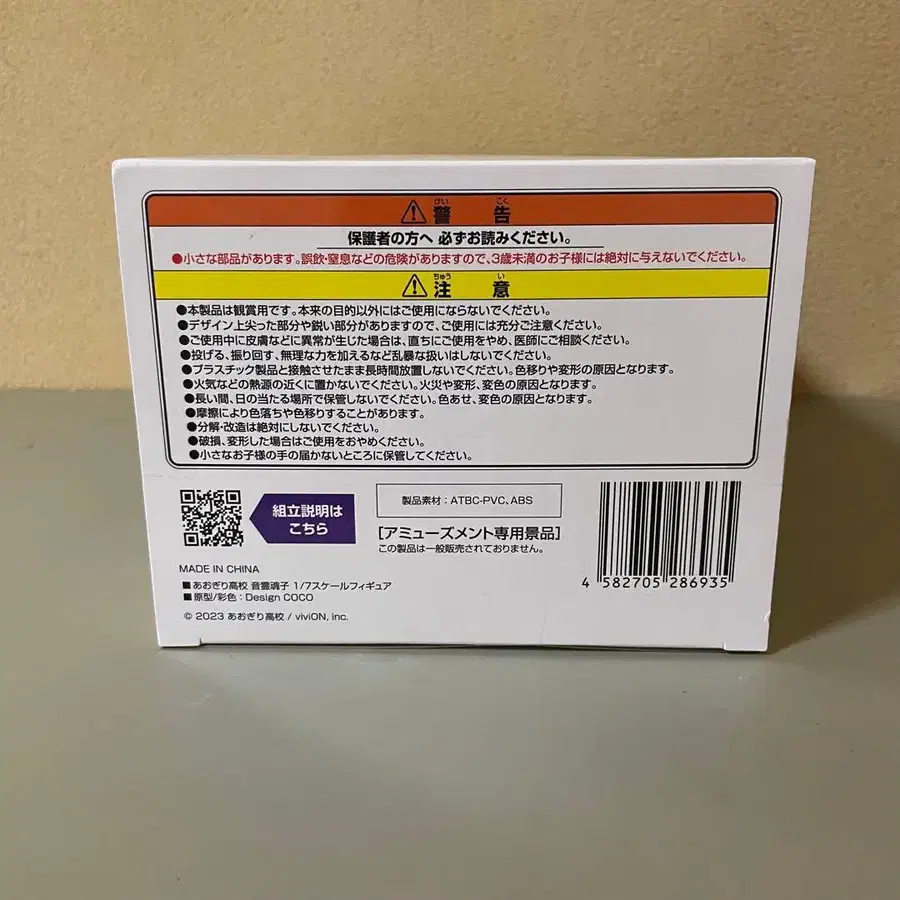 ⚠警告
けい こく
保護者の方へ 必ずお読みください。
●小さな部品があります。誤飲・窒息などの危険がありますので、3歳未満のお子様には絶対に与えないでください。
⚠注意
ちゅう い
●本製品は観賞用です。本来の目的以外にはご使用にならないでください。
●デザイン上尖った部分や鋭い部分がありますので、ご使用には充分ご注意ください。
●ご使用中に皮膚などに異常が生じた場合は、直ちにご使用をやめ、医師にご相談ください。
●投げる、振り回す、無理な力を加えるなど乱暴な扱いはしないでください。
●プラスチック製品と接触させたまま長時間放置しないでください。色移りや変形の原因となります。
●火気などの熱源の近くに置かないでください。火災や変形、変色の原因となります。
●長い間、日の当たる場所で保管しないでください。色あせ、変色の原因となります。
●摩擦により色落ちや色移りすることがあります。
●分解・改造は絶対にしないでください。
●破損、変形した場合はご使用をおやめください。
●小さなお子様の手の届かないところに保管してください。
組立説明は
こちら
製品素材:ATBC-PVC、ABS
[アミューズメント専用景品]
この製品は一般販売されておりません。
MADE IN CHINA
■あおぎり高校 音霊魂子 1/7スケールフィギュア
■原型/彩色:Design COCO
© 2023 あおぎり高校 / viviON, inc.
4 582705 286935